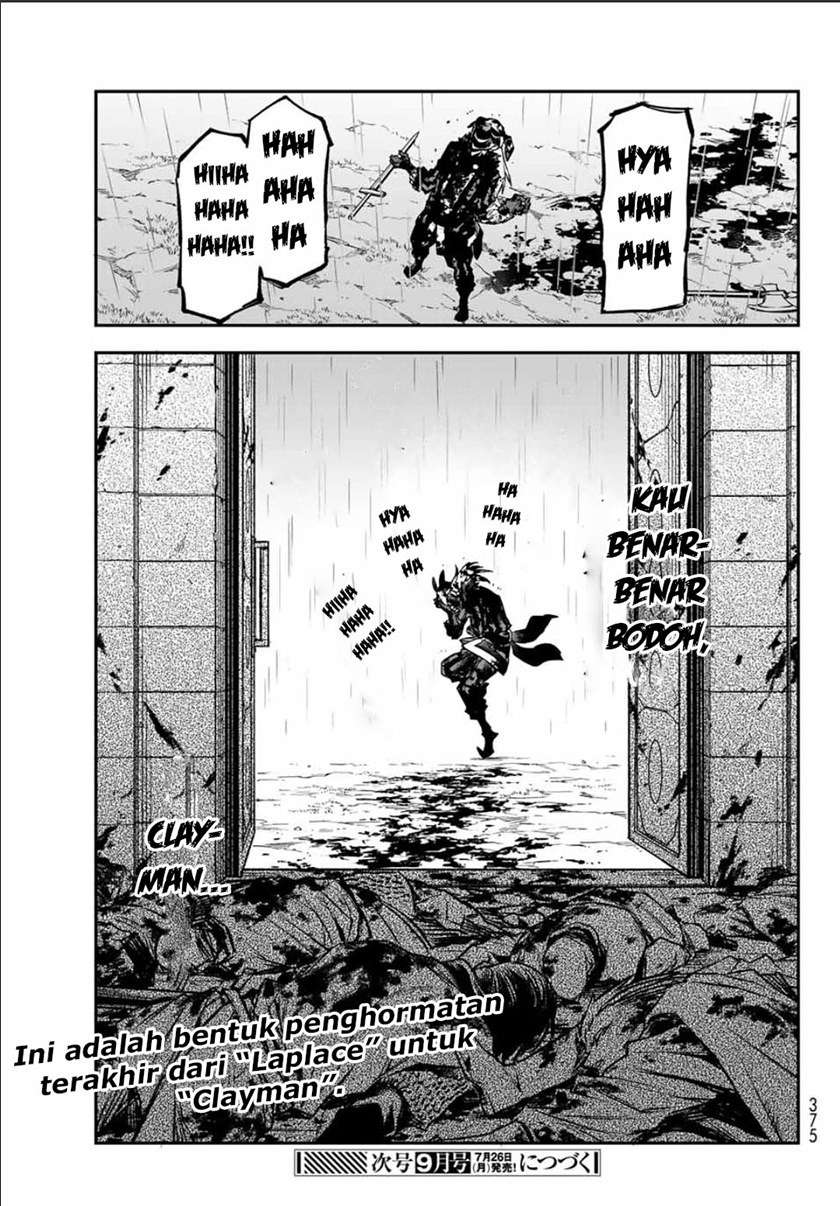 HYA
HAH
AHA
HAH
AHA
HA
HIIHA
HAHA
HAHA!!
KAU
BENAR-
BENAR
BODOH,
HA
HAHA
HA
HYA
HAHA
HA
HIIHA
HAHA
HAHA!!
CLAY-
MAN...
Ini adalah bentuk penghormatan
terakhir dari "Laplace" untuk
"Clayman".
375
次号9月号 7月26日(月)発売! につづく